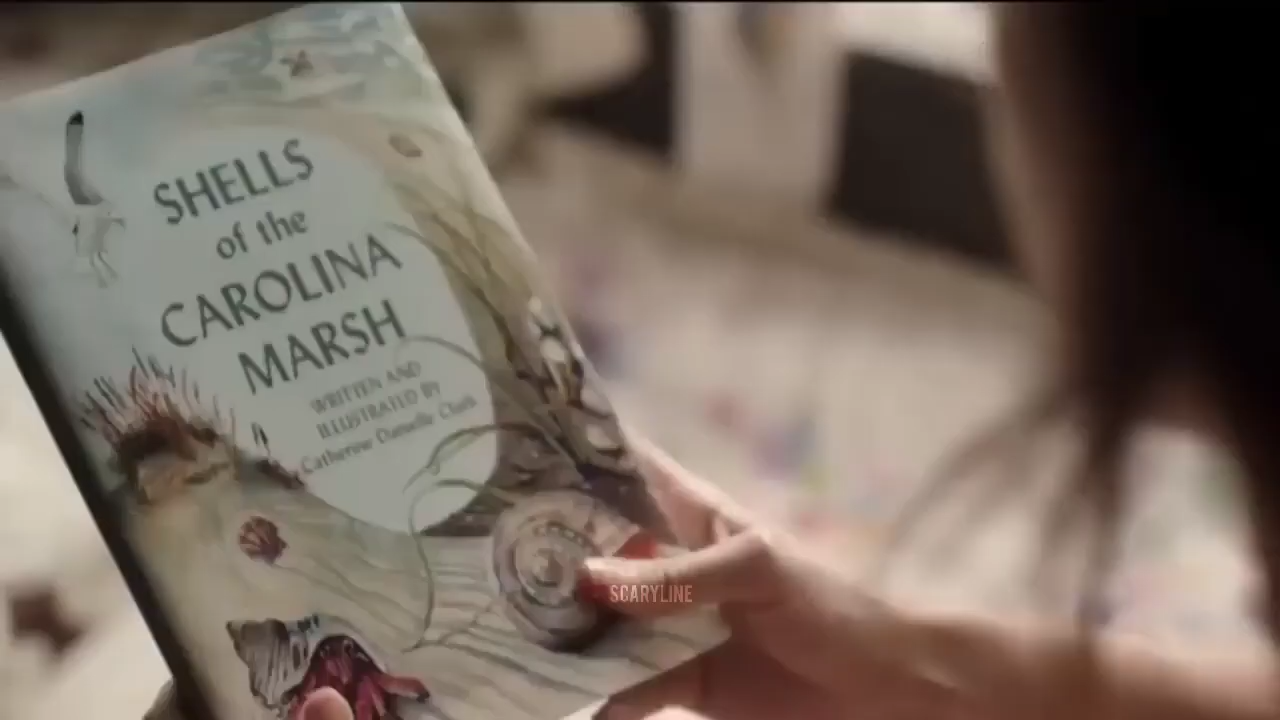 SHELLS
of the
CAROLINA
MARSH
WRITTEN AND
ILLUSTRATED BY
Catherine Danielle Clark
SCARYLINE